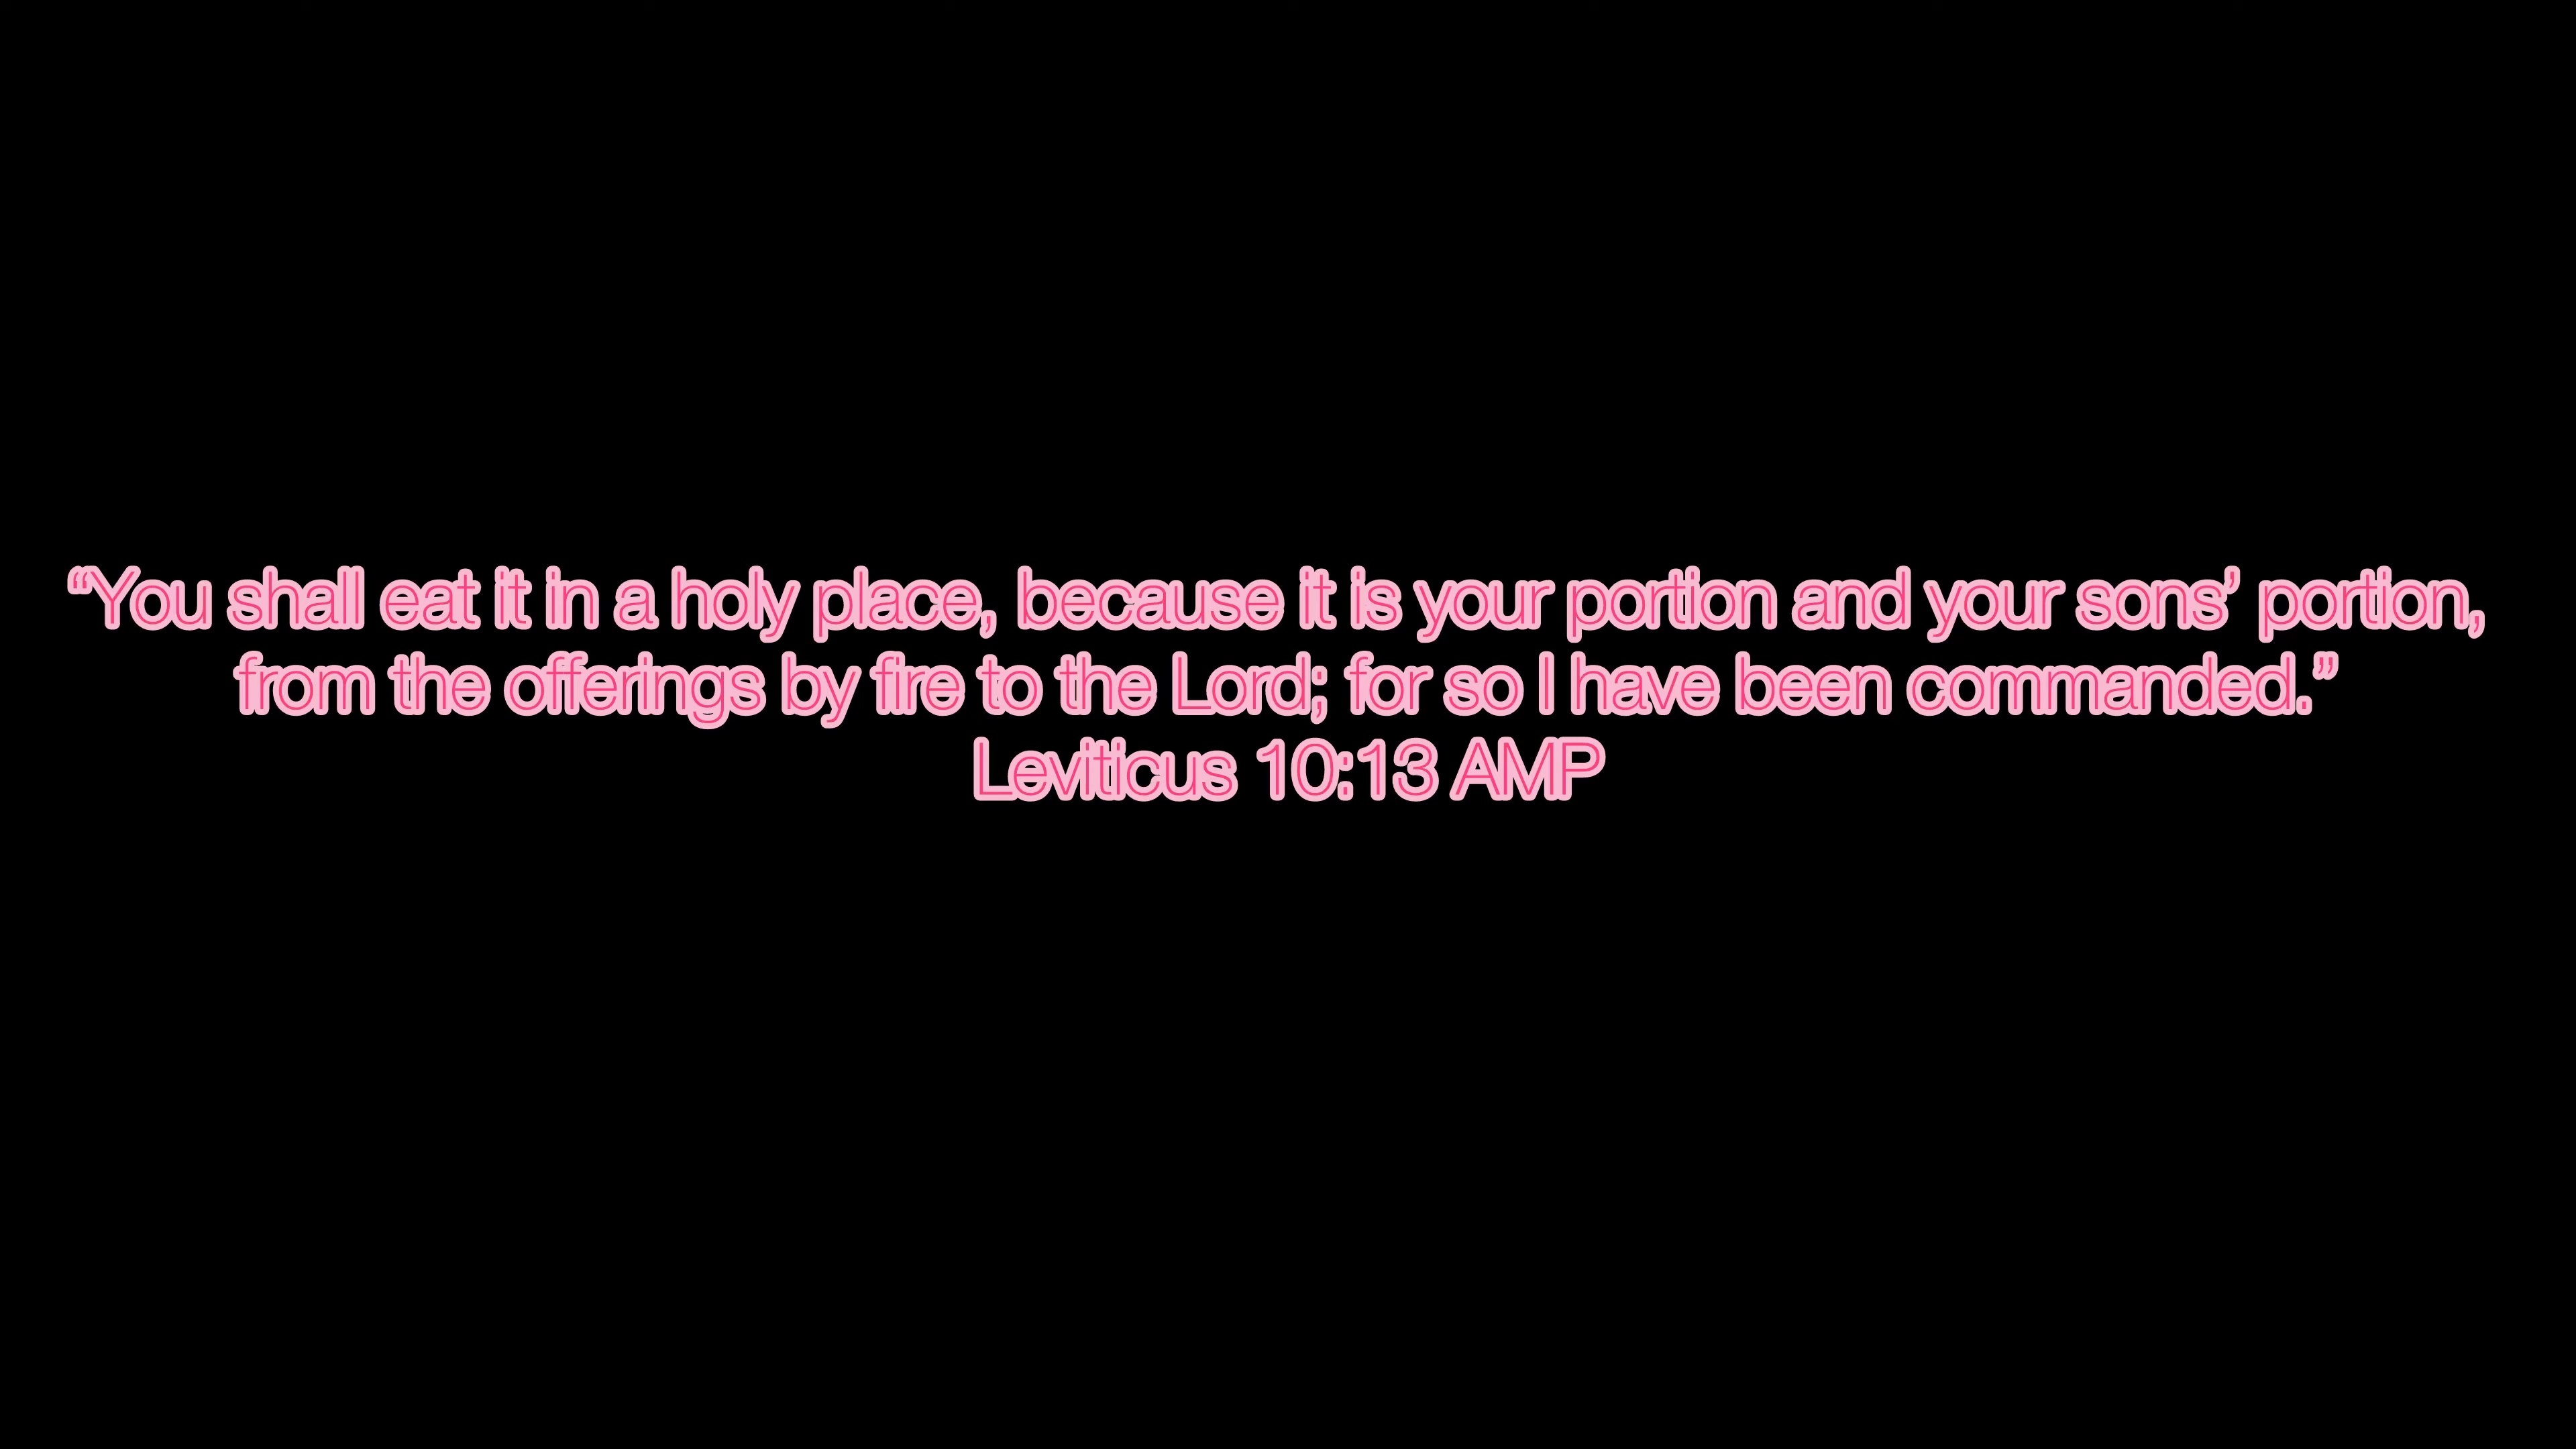 “You shall eat it in a holy place, because it is your portion and your sons’ portion,
from the offerings by fire to the Lord; for so I have been commanded.”
Leviticus 10:13 AMP